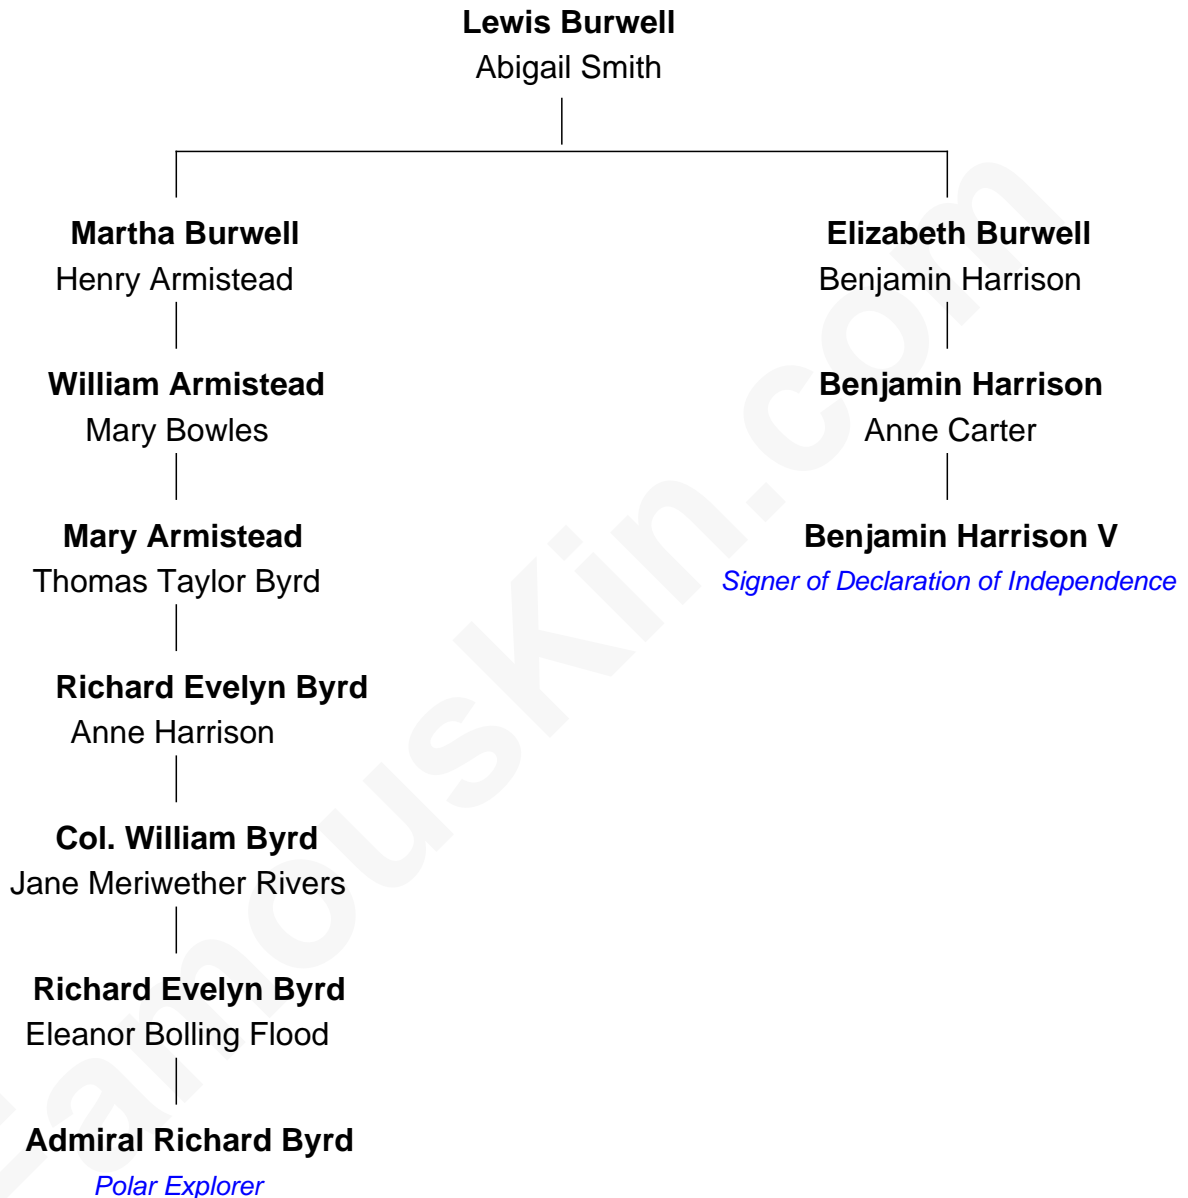 Lewis Burwell
Abigail Smith
Martha Burwell
Henry Armistead
Elizabeth Burwell
Benjamin Harrison
William Armistead
Mary Bowles
Benjamin Harrison
Anne Carter
Mary Armistead
Thomas Taylor Byrd
Benjamin Harrison V
Signer of Declaration of Independence
Richard Evelyn Byrd
Anne Harrison
Col. William Byrd
Jane Meriwether Rivers
Richard Evelyn Byrd
Eleanor Bolling Flood
Admiral Richard Byrd
Polar Explorer
FamousKin.com